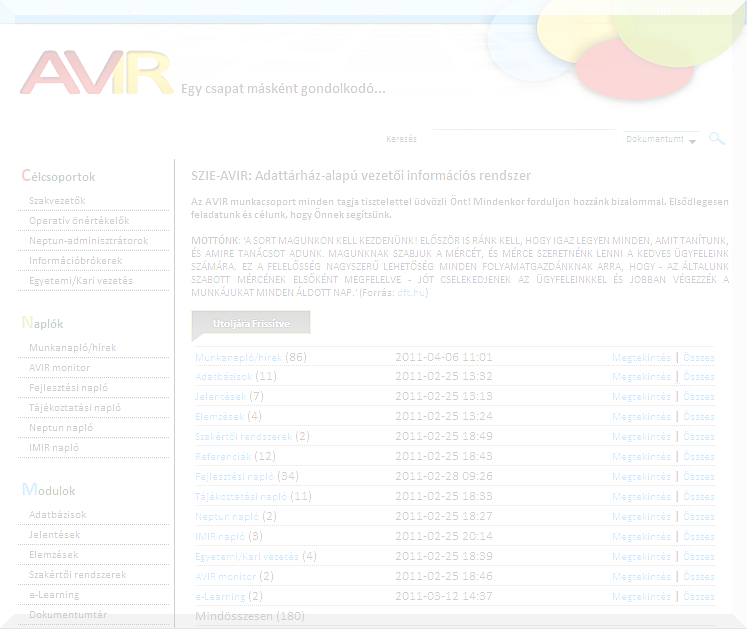 AVIR
Egy csapat másként gondolkodó...
Keresés
Dokumentumt
Célcsoportok
Szakvezetők
Operatív önértékelők
Neptun-adminisztrátorok
Információbrókerek
Egyetemi/Kari vezetés
Naplók
Munkanapló/hírek
AVIR monitor
Fejlesztési napló
Tájékoztatási napló
Neptun napló
IMIR napló
Modulok
Adatbázisok
Jelentések
Elemzések
Szakértői rendszerek
e-Learning
Dokumentumtár
SZIE-AVIR: Adattárház-alapú vezetői információs rendszer
Az AVIR munkacsoport minden tagja tisztelettel üdvözli Önt! Mindenkor forduljon hozzánk bizalommal. Elsődlegesen
feladatunk és célunk, hogy Önnek segítsünk.
MOTTÓNK: 'A SORT MAGUNKON KELL KEZDENÜNK! ELŐSZÖR IS RÁNK KELL, HOGY IGAZ LEGYEN MINDEN, AMIT TANÍTUNK,
ÉS AMIRE TANÁCSOT ADUNK. MAGUNKNAK SZABJUK A MÉRCÉT, ÉS MÉRCE SZERETNÉNK LENNI A KEDVES ÜGYFELEINK
SZÁMÁRA. EZ A FELELŐSSÉG NAGYSZERŰ LEHETŐSÉG MINDEN FOLYAMATGAZDÁNKNAK ARRA, HOGY - AZ ÁLTALUNK
SZABOTT MÉRCÉNEK ELSŐKÉNT MEGFELELVE - JÓT CSELEKEDJENEK AZ ÜGYFELEINKKEL ÉS JOBBAN VÉGEZZÉK A
MUNKÁJUKAT MINDEN ÁLDOTT NAP.' (Forrás: oft.hu)
Utoljára Frissítve
Munkanapló/hírek (86) 2011-04-06 11:01 Megtekintés | Összes
Adatbázisok (11) 2011-02-25 13:32 Megtekintés | Összes
Jelentések (7) 2011-02-25 13:13 Megtekintés | Összes
Elemzések (4) 2011-02-25 13:24 Megtekintés | Összes
Szakértői rendszerek (2) 2011-02-25 18:49 Megtekintés | Összes
Referenciák (12) 2011-02-25 18:43 Megtekintés | Összes
Fejlesztési napló (34) 2011-02-28 09:26 Megtekintés | Összes
Tájékoztatási napló (11) 2011-02-25 18:33 Megtekintés | Összes
Neptun napló (2) 2011-02-25 18:27 Megtekintés | Összes
IMIR napló (3) 2011-02-25 20:14 Megtekintés | Összes
Egyetemi/Kari vezetés (4) 2011-02-25 18:39 Megtekintés | Összes
AVIR monitor (2) 2011-02-25 18:46 Megtekintés | Összes
e-Learning (2) 2011-03-12 14:37 Megtekintés | Összes
Mindösszesen (180)